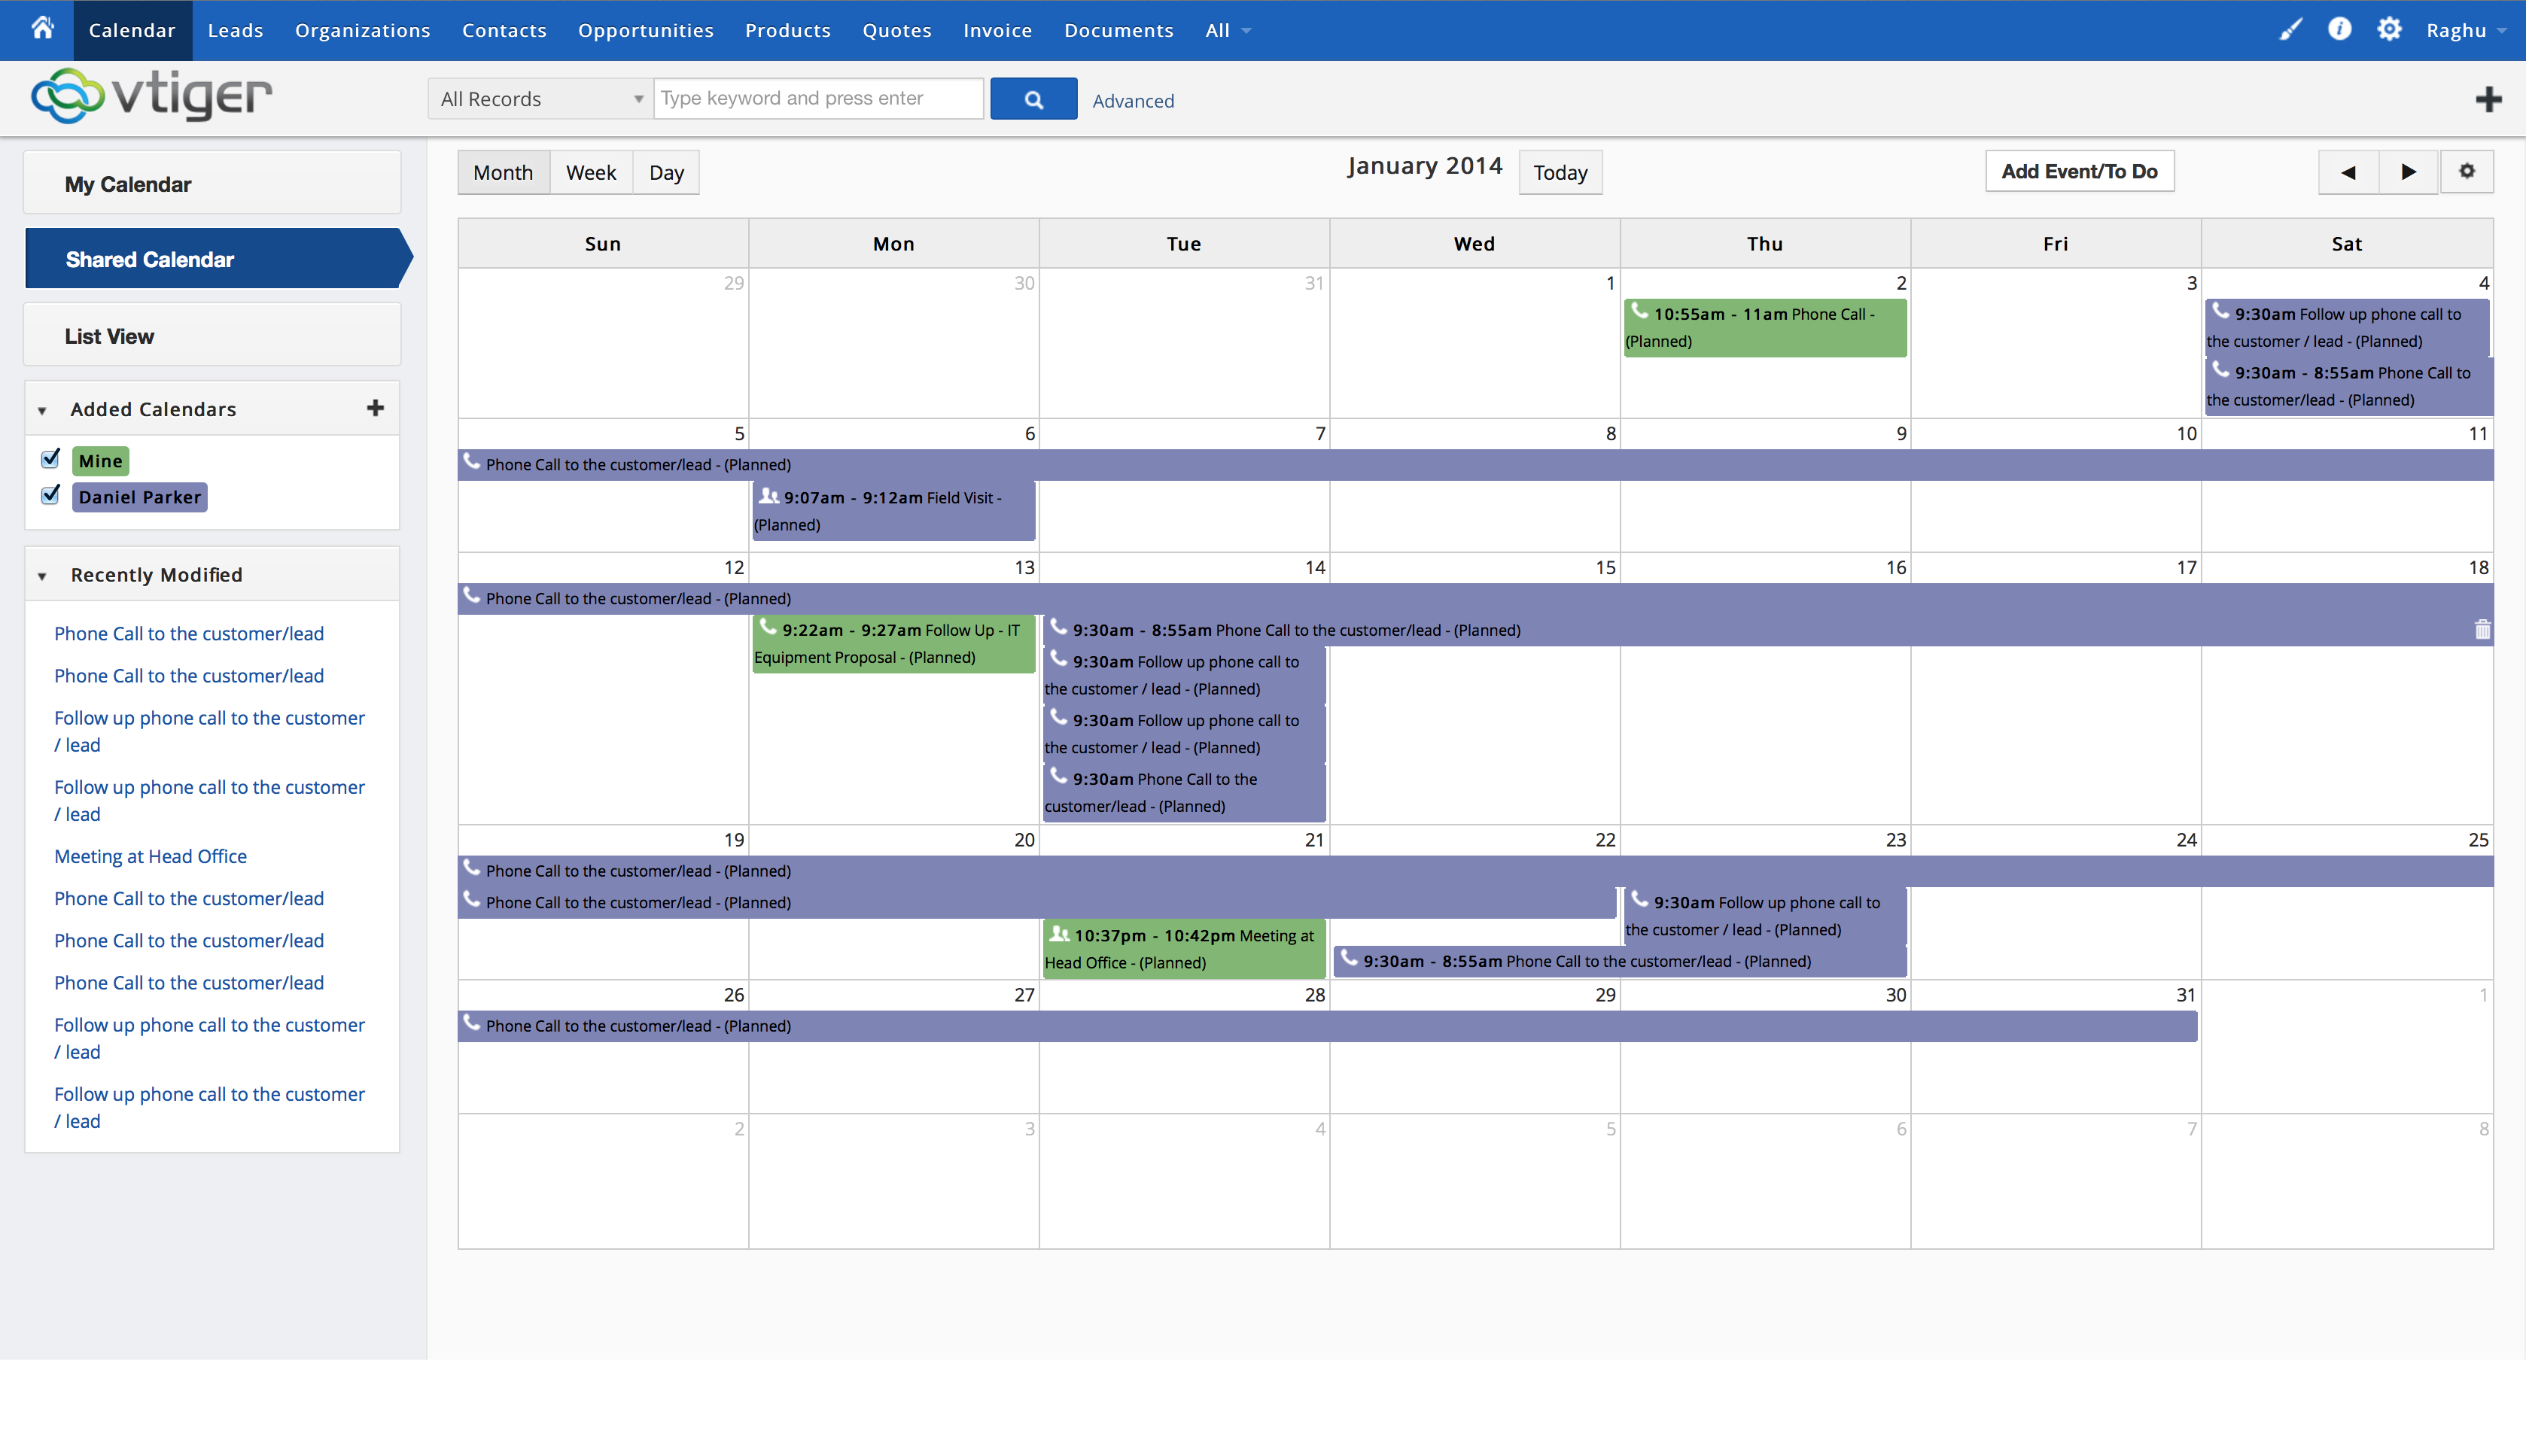 Calendar Leads Organizations Contacts Opportunities Products Quotes Invoice Documents All Raghu
vtiger All Records Type keyword and press enter Advanced
My Calendar
Shared Calendar
List View
Added Calendars
Mine
Daniel Parker
Recently Modified
Phone Call to the customer/lead
Phone Call to the customer/lead
Follow up phone call to the customer
/ lead
Follow up phone call to the customer
/ lead
Meeting at Head Office
Phone Call to the customer/lead
Phone Call to the customer/lead
Phone Call to the customer/lead
Follow up phone call to the customer
/ lead
Follow up phone call to the customer
/ lead
Month Week Day January 2014 Today Add Event/To Do
Sun Mon Tue Wed Thu Fri Sat
29 30 31 1 2 3 4
10:55am - 11am Phone Call -
(Planned)
9:30am Follow up phone call to
the customer / lead - (Planned)
9:30am - 8:55am Phone Call to
the customer/lead - (Planned)
5 6 7 8 9 10 11
Phone Call to the customer/lead - (Planned)
9:07am - 9:12am Field Visit -
(Planned)
12 13 14 15 16 17 18
Phone Call to the customer/lead - (Planned)
9:22am - 9:27am Follow Up - IT
Equipment Proposal - (Planned)
9:30am - 8:55am Phone Call to the customer/lead - (Planned)
9:30am Follow up phone call to
the customer / lead - (Planned)
9:30am Follow up phone call to
the customer / lead - (Planned)
9:30am Phone Call to the
customer/lead - (Planned)
19 20 21 22 23 24 25
Phone Call to the customer/lead - (Planned)
Phone Call to the customer/lead - (Planned)
10:37pm - 10:42pm Meeting at
Head Office - (Planned)
9:30am Follow up phone call to
the customer / lead - (Planned)
9:30am - 8:55am Phone Call to the customer/lead - (Planned)
26 27 28 29 30 31 1
Phone Call to the customer/lead - (Planned)
2 3 4 5 6 7 8